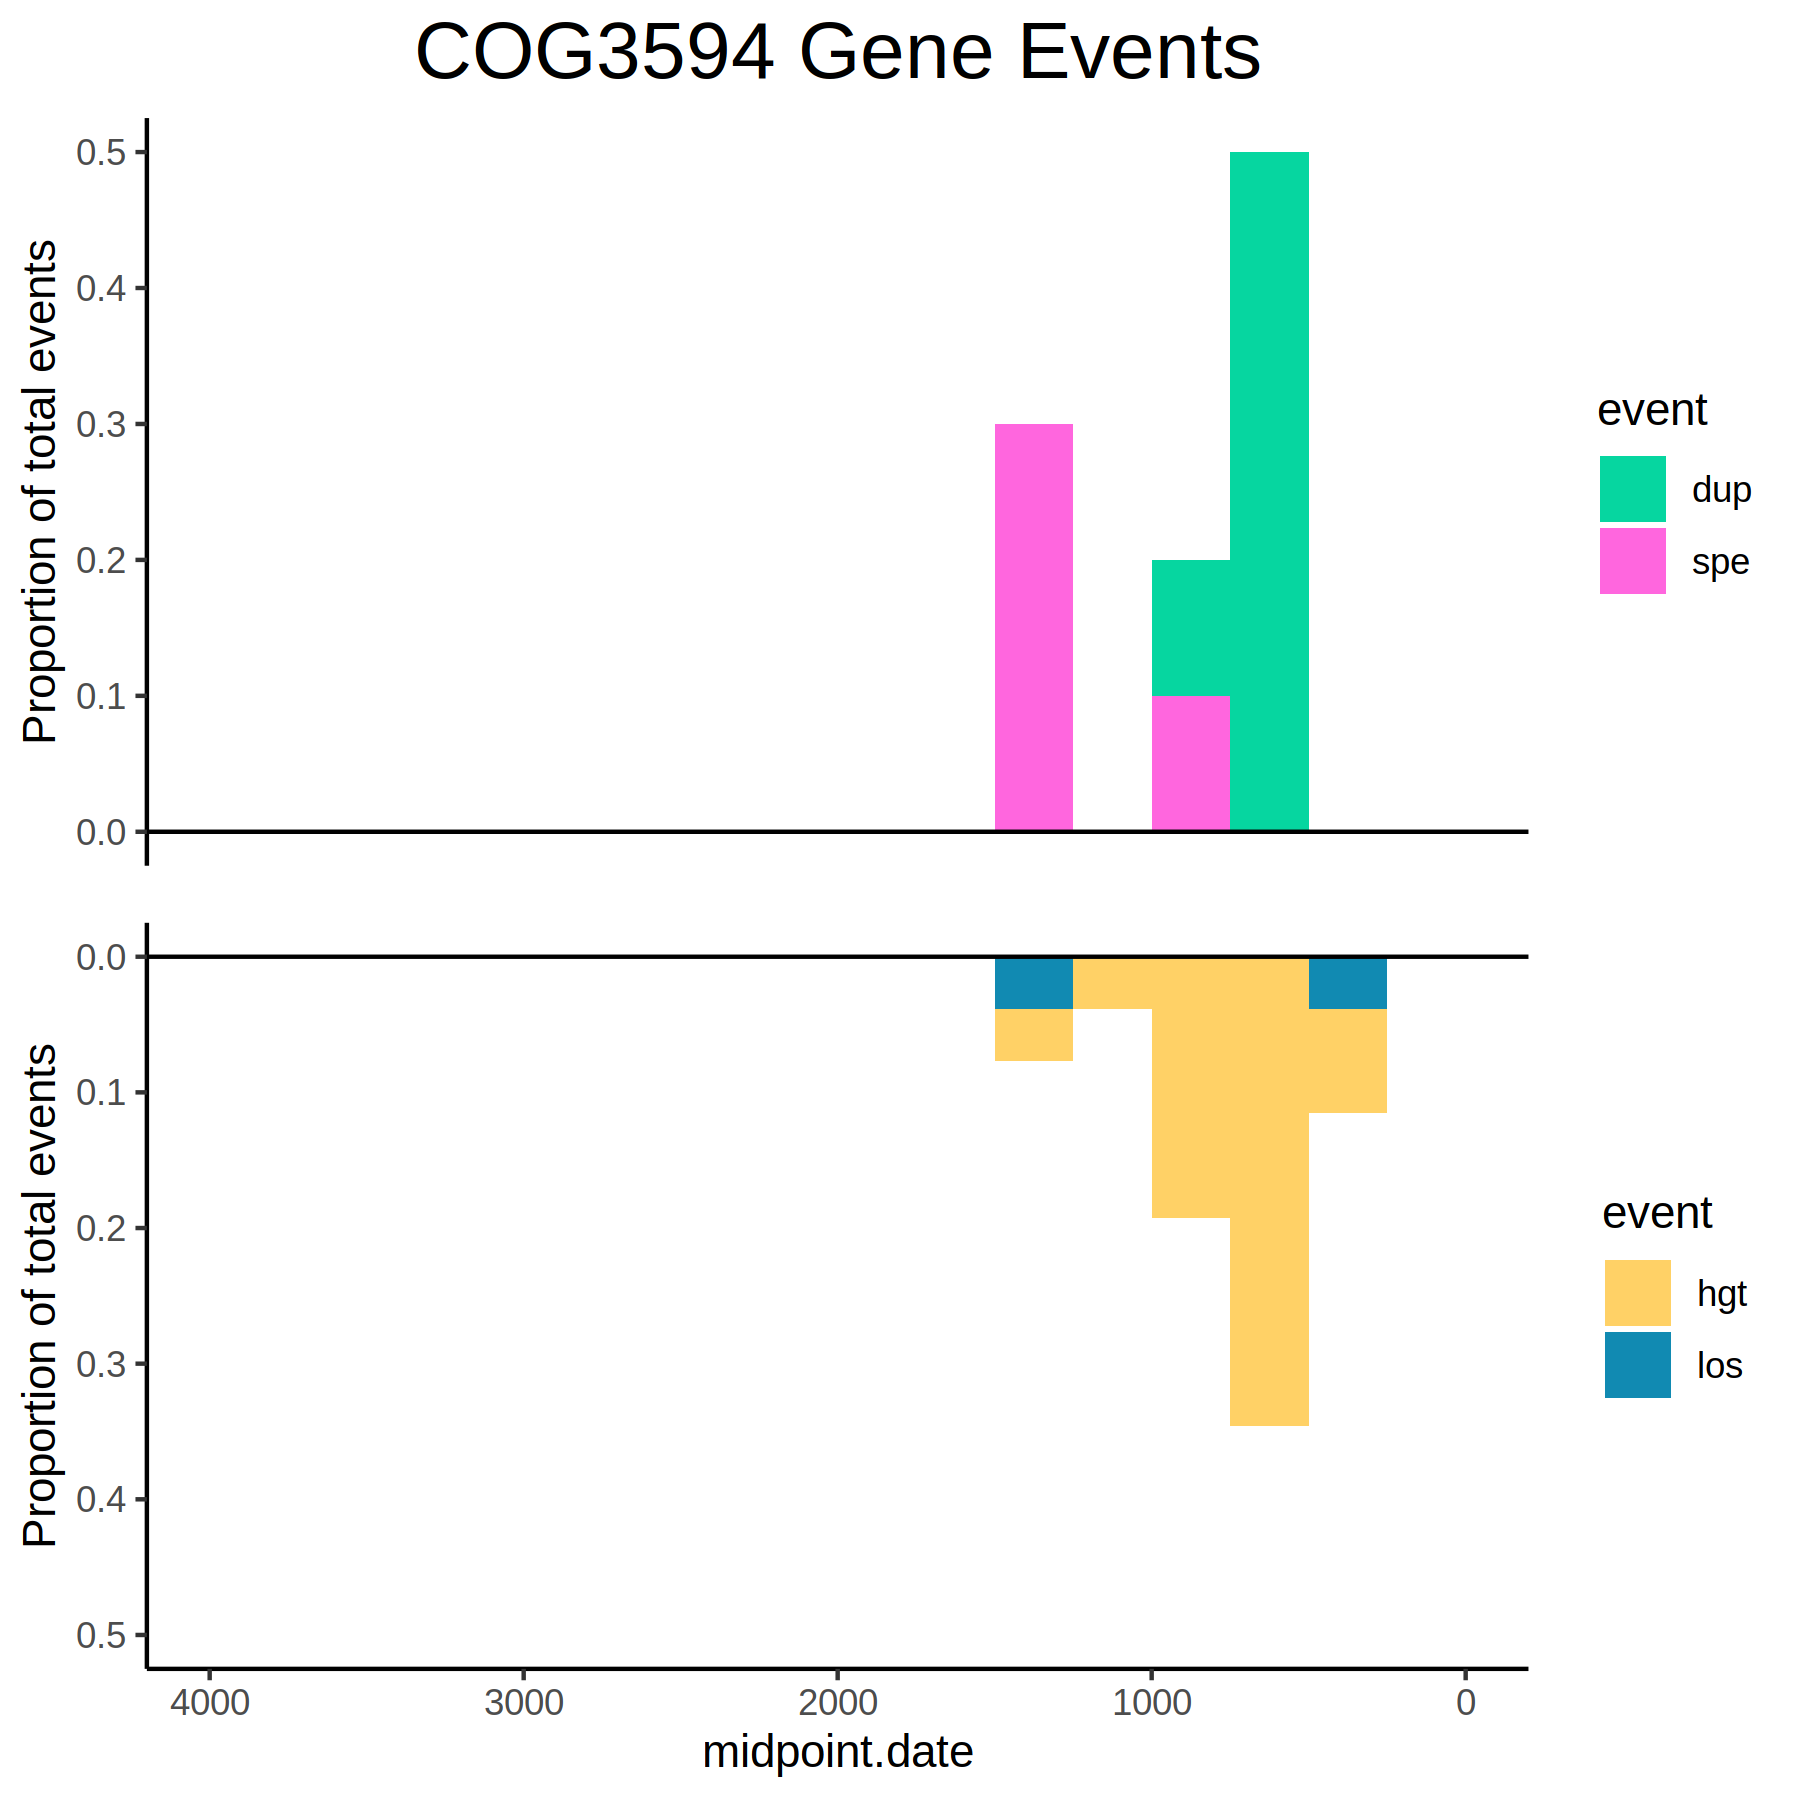 COG3594 Gene Events
Proportion of total events
0.5
0.4
0.3
0.2
0.1
0.0
event
dup
spe
Proportion of total events
0.0
0.1
0.2
0.3
0.4
0.5
event
hgt
los
4000 3000 2000 1000 0
midpoint.date